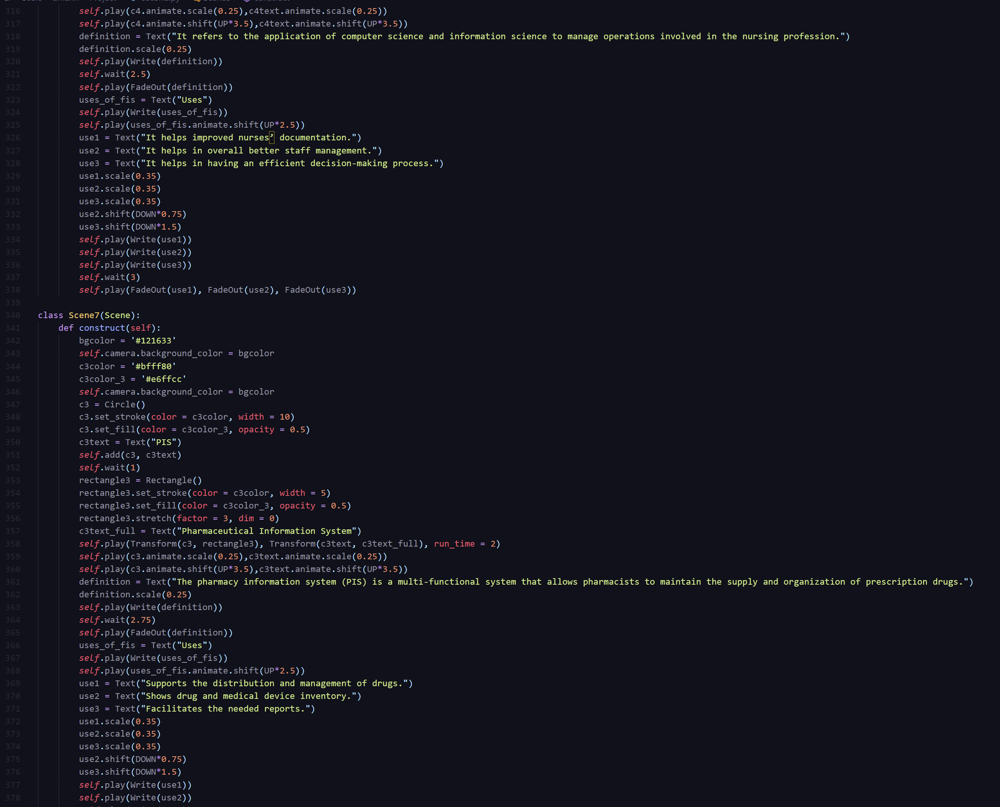 316 self.play(c4.animate.scale(0.25),c4text.animate.scale(0.25))
317 self.play(c4.animate.shift(UP*3.5),c4text.animate.shift(UP*3.5))
318 definition = Text("It refers to the application of computer science and information science to manage operations involved in the nursing profession.")
319 definition.scale(0.25)
320 self.play(Write(definition))
321 self.wait(2.5)
322 self.play(FadeOut(definition))
323 uses_of_fis = Text("Uses")
324 self.play(Write(uses_of_fis))
325 self.play(uses_of_fis.animate.shift(UP*2.5))
326 use1 = Text("It helps improved nurses’ documentation.")
327 use2 = Text("It helps in overall better staff management.")
328 use3 = Text("It helps in having an efficient decision-making process.")
329 use1.scale(0.35)
330 use2.scale(0.35)
331 use3.scale(0.35)
332 use2.shift(DOWN*0.75)
333 use3.shift(DOWN*1.5)
334 self.play(Write(use1))
335 self.play(Write(use2))
336 self.play(Write(use3))
337 self.wait(3)
338 self.play(FadeOut(use1), FadeOut(use2), FadeOut(use3))
339
340 class Scene7(Scene):
341 def construct(self):
342 bgcolor = '#121633'
343 self.camera.background_color = bgcolor
344 c3color = '#bfff80'
345 c3color_3 = '#e6ffcc'
346 self.camera.background_color = bgcolor
347 c3 = Circle()
348 c3.set_stroke(color = c3color, width = 10)
349 c3.set_fill(color = c3color_3, opacity = 0.5)
350 c3text = Text("PIS")
351 self.add(c3, c3text)
352 self.wait(1)
353 rectangle3 = Rectangle()
354 rectangle3.set_stroke(color = c3color, width = 5)
355 rectangle3.set_fill(color = c3color_3, opacity = 0.5)
356 rectangle3.stretch(factor = 3, dim = 0)
357 c3text_full = Text("Pharmaceutical Information System")
358 self.play(Transform(c3, rectangle3), Transform(c3text, c3text_full), run_time = 2)
359 self.play(c3.animate.scale(0.25),c3text.animate.scale(0.25))
360 self.play(c3.animate.shift(UP*3.5),c3text.animate.shift(UP*3.5))
361 definition = Text("The pharmacy information system (PIS) is a multi-functional system that allows pharmacists to maintain the supply and organization of prescription drugs.")
362 definition.scale(0.25)
363 self.play(Write(definition))
364 self.wait(2.75)
365 self.play(FadeOut(definition))
366 uses_of_fis = Text("Uses")
367 self.play(Write(uses_of_fis))
368 self.play(uses_of_fis.animate.shift(UP*2.5))
369 use1 = Text("Supports the distribution and management of drugs.")
370 use2 = Text("Shows drug and medical device inventory.")
371 use3 = Text("Facilitates the needed reports.")
372 use1.scale(0.35)
373 use2.scale(0.35)
374 use3.scale(0.35)
375 use2.shift(DOWN*0.75)
376 use3.shift(DOWN*1.5)
377 self.play(Write(use1))
378 self.play(Write(use2))